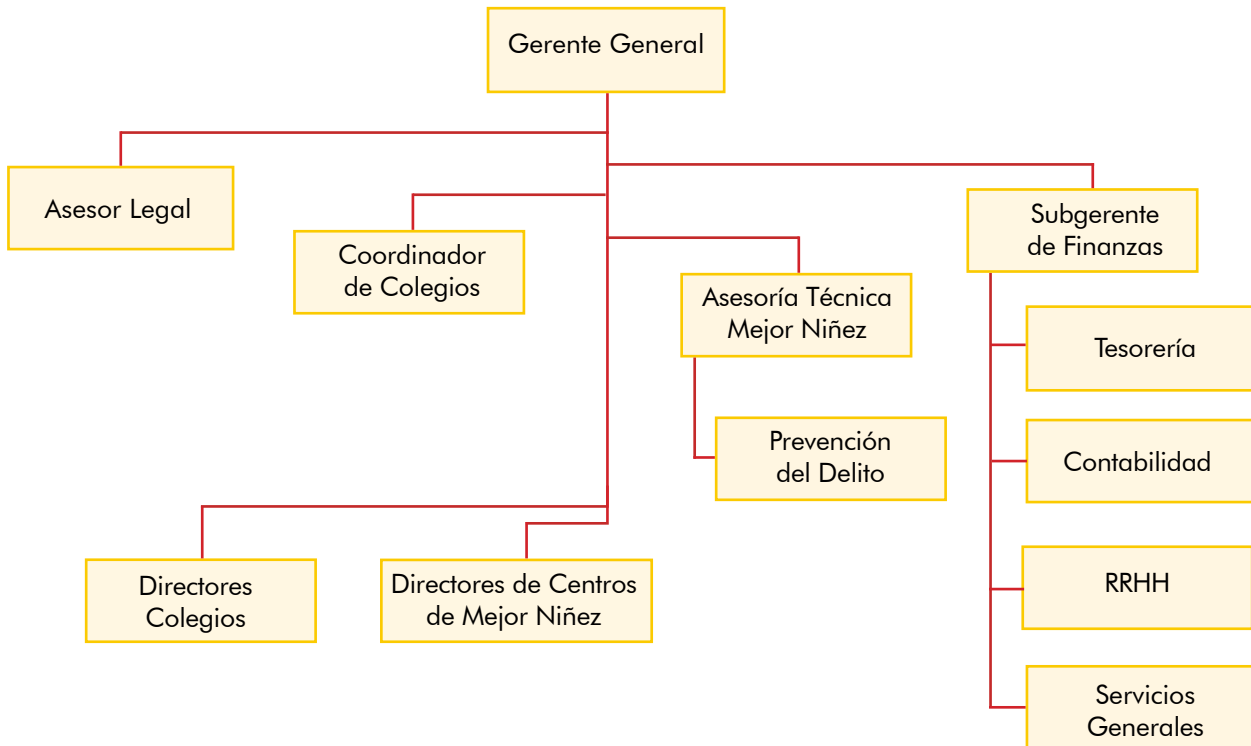 Gerente General
Asesor Legal
Coordinador
de Colegios
Asesoría Técnica
Mejor Niñez
Prevención
del Delito
Subgerente
de Finanzas
Tesorería
Contabilidad
RRHH
Servicios
Generales
Directores
Colegios
Directores de Centros
de Mejor Niñez